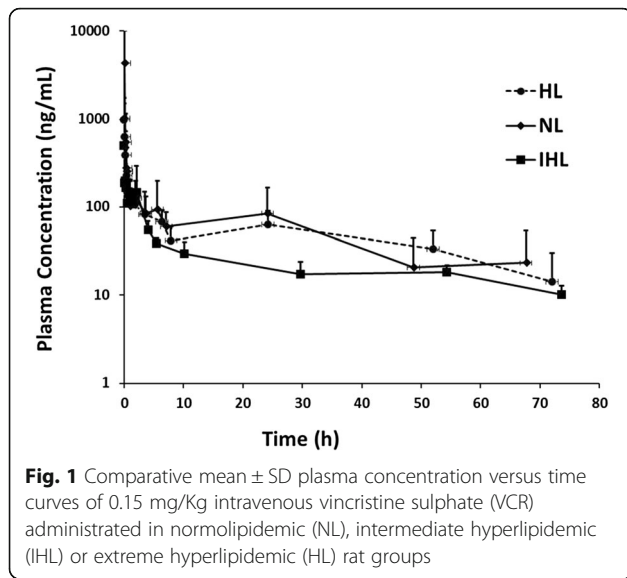 10000
1000
100
10
1
Plasma Concentration (ng/mL)
HL
NL
IHL
0 10 20 30 40 50 60 70 80
Time (h)
Fig. 1 Comparative mean ± SD plasma concentration versus time
curves of 0.15 mg/Kg intravenous vincristine sulphate (VCR)
administrated in normolipidemic (NL), intermediate hyperlipidemic
(IHL) or extreme hyperlipidemic (HL) rat groups